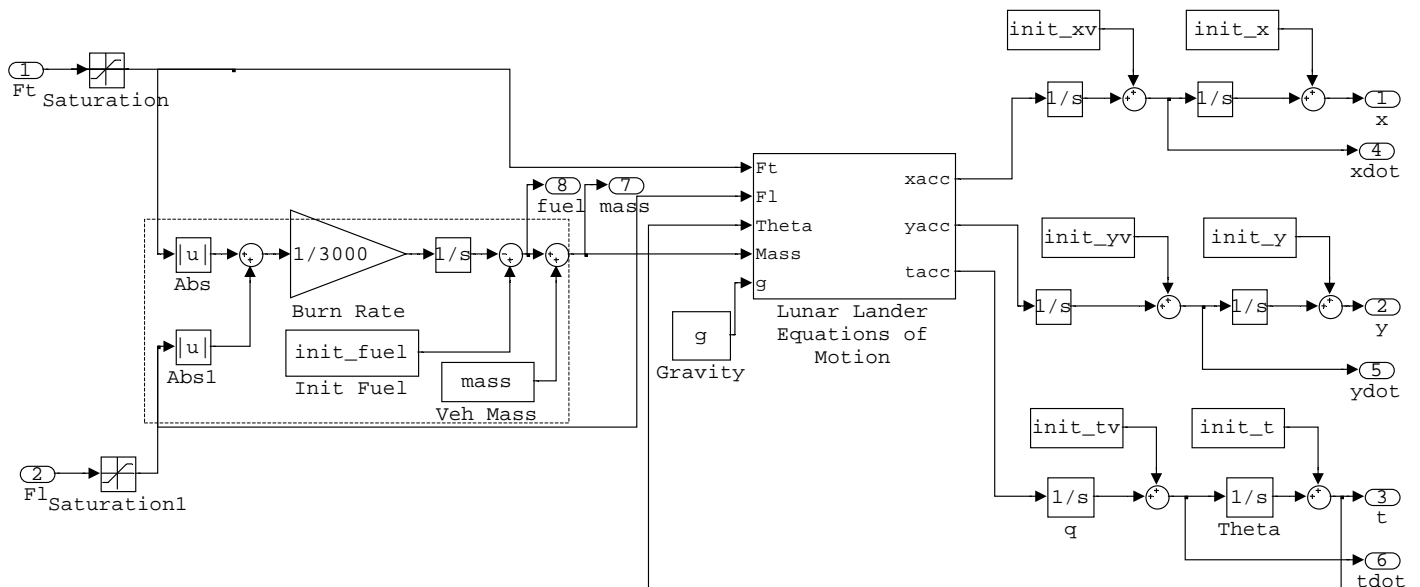 init_xv
init_x
1
Ft
Saturation
1/s
1/s
1
x
4
xdot
Ft
Fl
Theta
Mass
g
xacc
yacc
tacc
Lunar Lander
Equations of
Motion
8
fuel
7
mass
|u|
Abs
1/3000
Burn Rate
1/s
|u|
Abs1
init_fuel
Init Fuel
mass
Veh Mass
g
Gravity
init_yv
init_y
1/s
1/s
2
y
5
ydot
init_tv
init_t
2
Fl
Saturation1
1/s
q
1/s
Theta
3
t
6
tdot